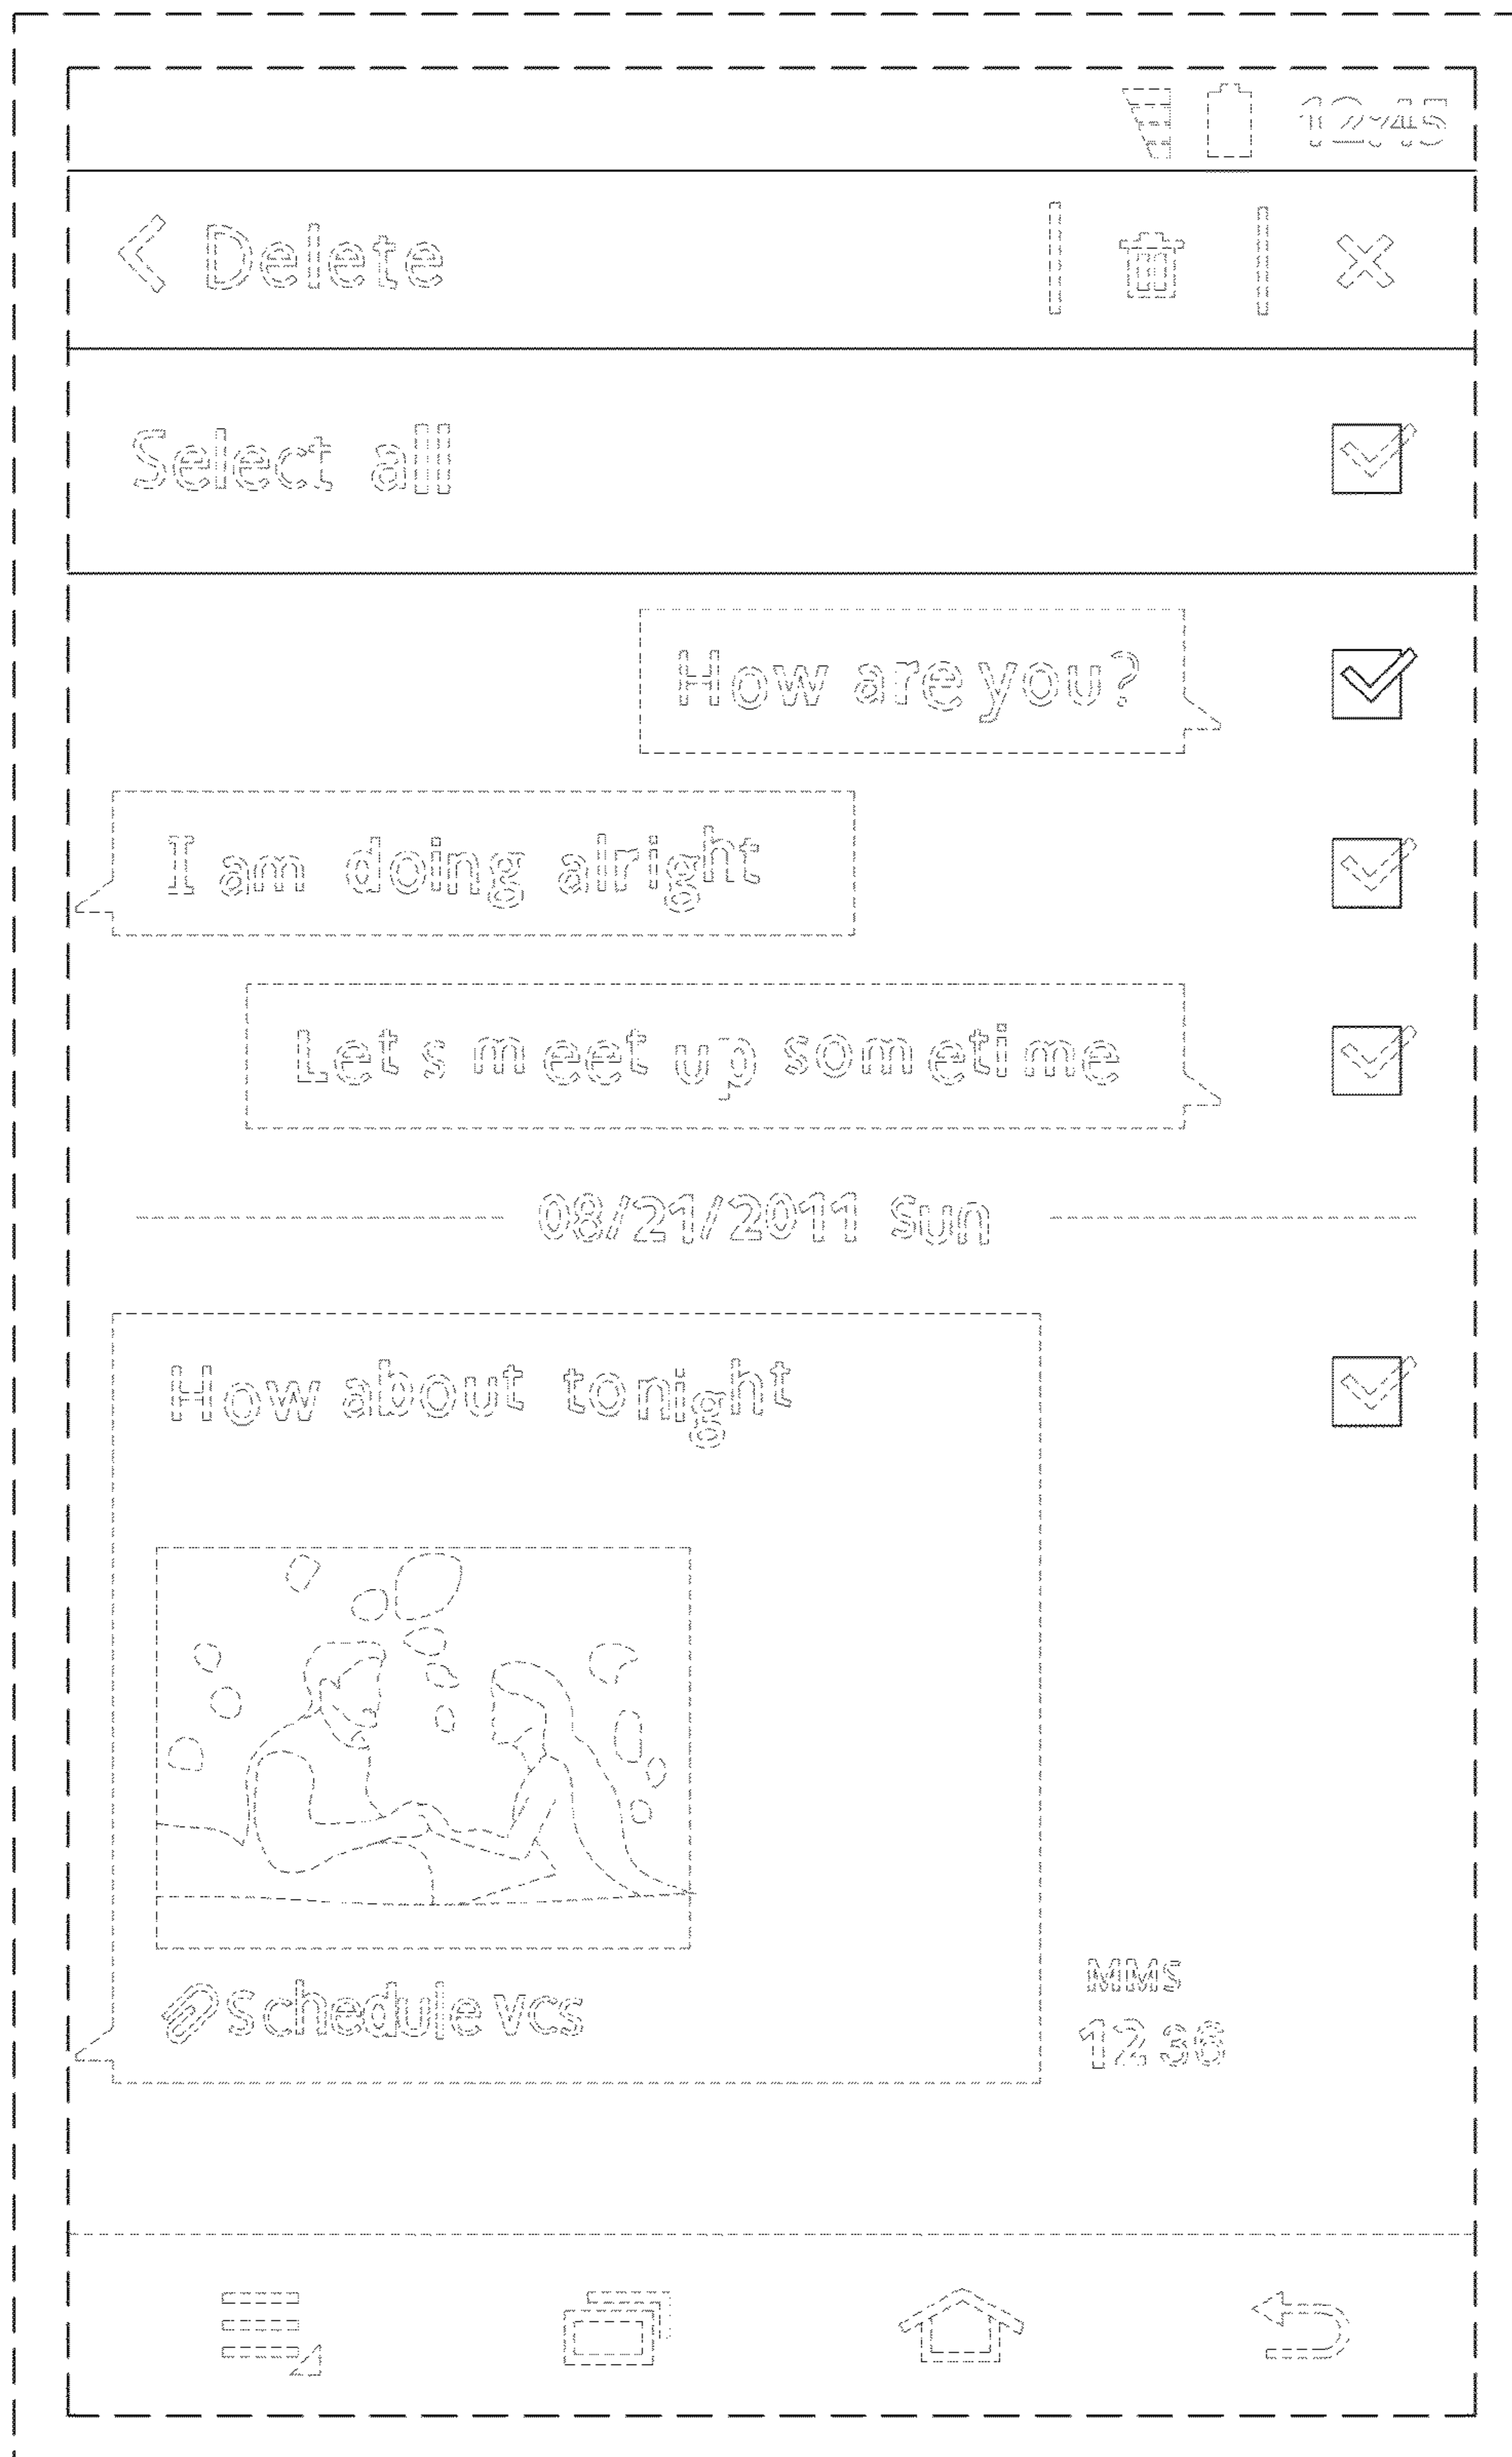 12:45
Delete
Select all
How are you?
I am doing alright
Lets meet up sometime
08/21/2011 Sun
How about tonight
Schedule vcs
MMs
12 36